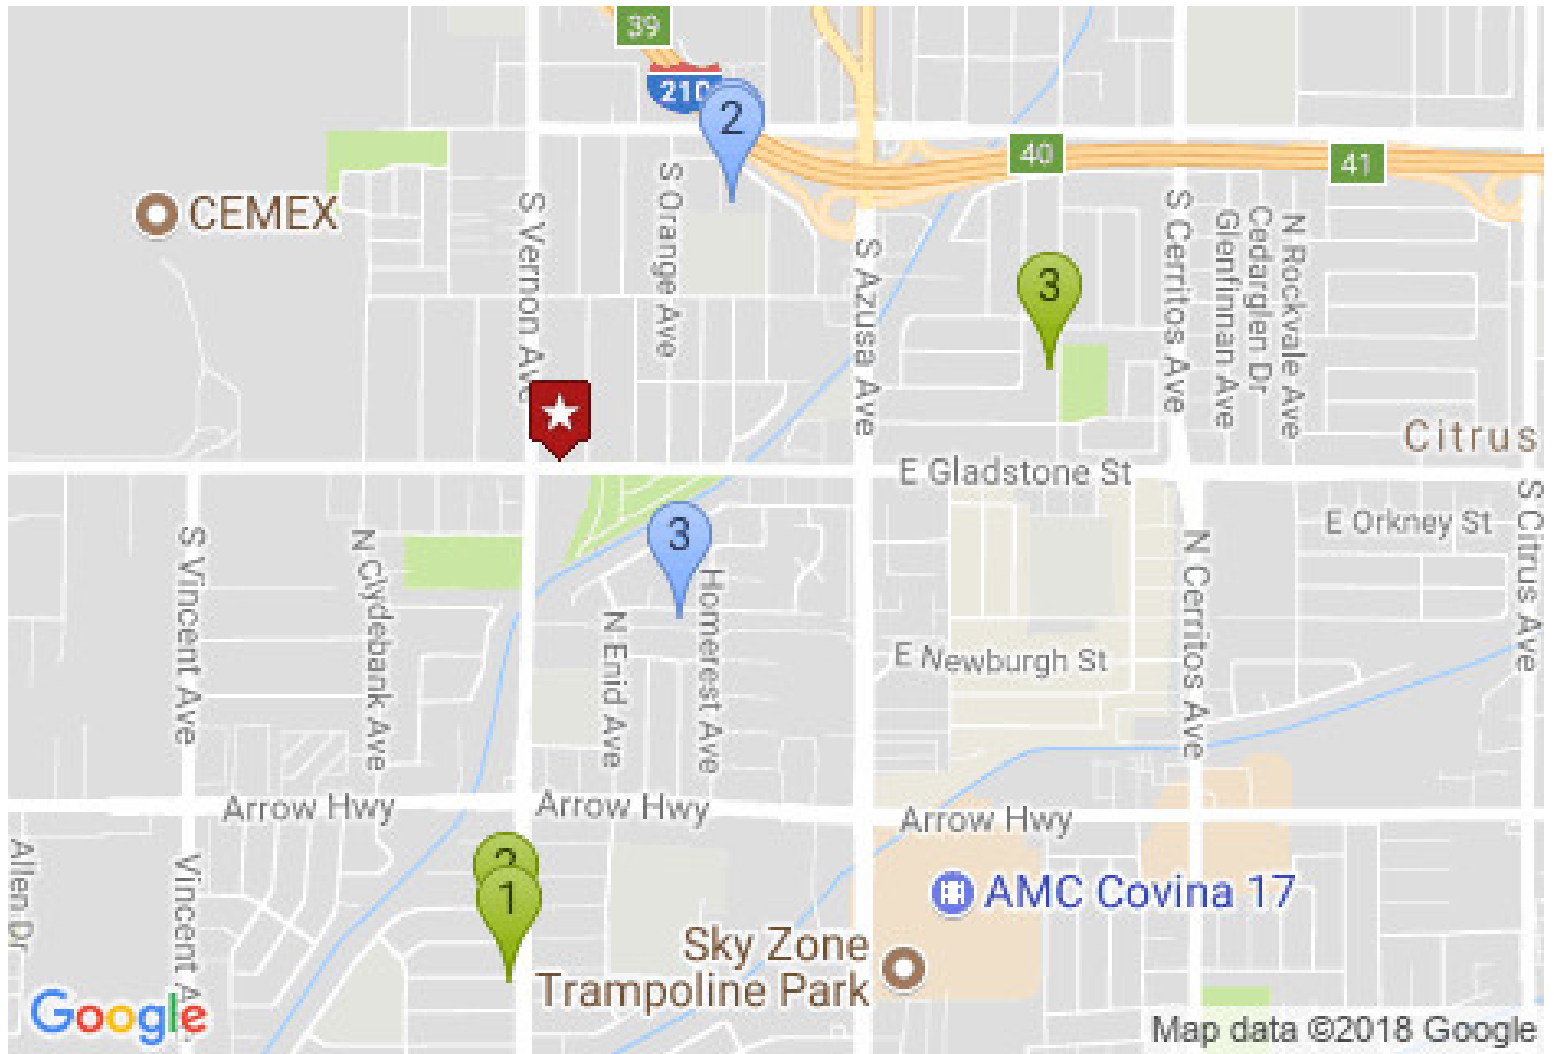 39
210
2
40
41
CEMEX
S Vernon Ave
S Orange Ave
S Azusa Ave
3
S Cerritos Ave
Glenfinnan Ave
Cedarglen Dr
N Rockvale Ave
Citrus
E Gladstone St
S Vincent Ave
N Clydebank Ave
3
N Enid Ave
Homerest Ave
E Newburgh St
N Cerritos Ave
E Orkney St
S Citrus Ave
Arrow Hwy
Arrow Hwy
Arrow Hwy
Allen Dr
Vincent A
2
1
AMC Covina 17
Sky Zone
Trampoline Park
Google
Map data ©2018 Google